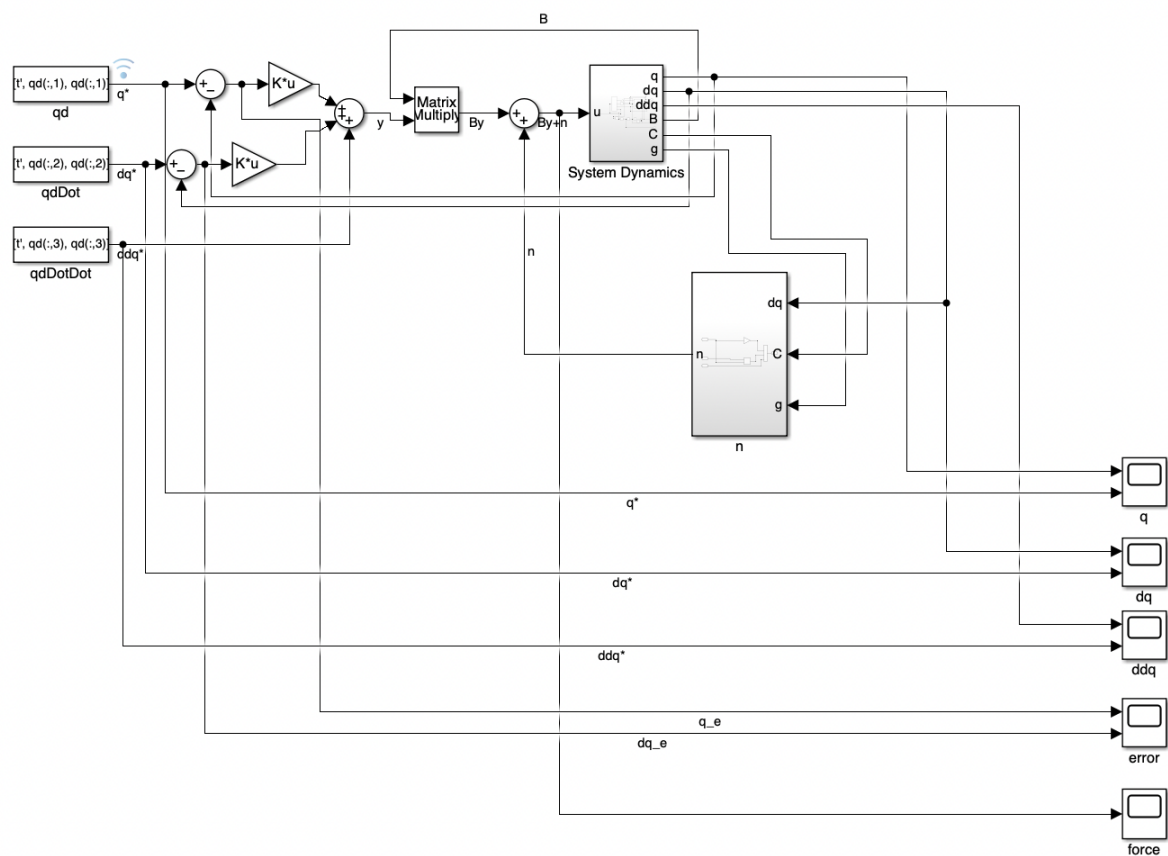 B
[t', qd(:,1), qd(:,1)]
q*
qd
K*u
+
−
+
+
+
y
Matrix
Multiply
By
+
+
By+n
u
q
dq
ddq
B
C
g
System Dynamics
[t', qd(:,2), qd(:,2)]
dq*
qdDot
+
−
K*u
[t', qd(:,3), qd(:,3)]
ddq*
qdDotDot
n
dq
n
C
g
n
q*
q
dq*
dq
ddq*
ddq
q_e
dq_e
error
force